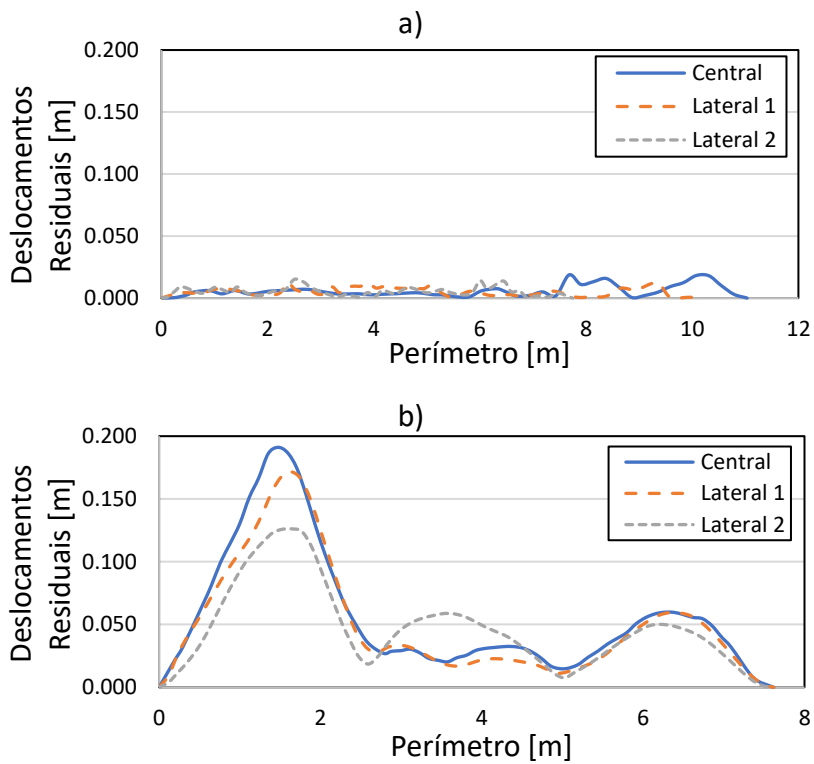 a)
0.200
0.150
0.100
0.050
0.000
Deslocamentos
Residuais [m]
Central
Lateral 1
Lateral 2
0 2 4 6 8 10 12
Perímetro [m]
b)
0.200
0.150
0.100
0.050
0.000
Deslocamentos
Residuais [m]
Central
Lateral 1
Lateral 2
0 2 4 6 8
Perímetro [m]